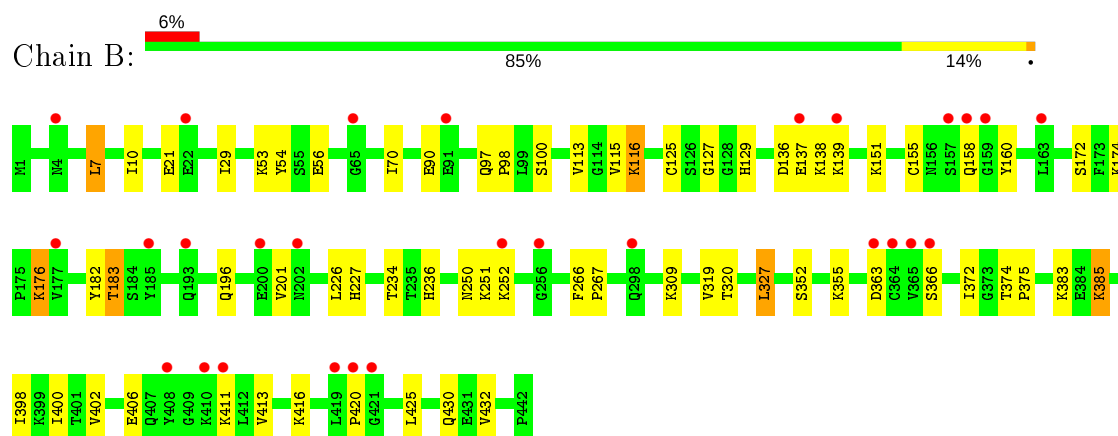 6%
Chain B:
85% 14% •
M1 N4 L7 I10 E21 E22 I29 K53 Y54 S55 E56 G65 I70 E90 E91 Q97 P98 L99 S100 V113 G114 V115 K116 C125 S126 G127 G128 H129 D136 E137 K138 K139 K151 C155 N156 S157 Q158 G159 Y160 L163 S172 F173 K174
P175 K176 V177 Y182 T183 S184 Y185 Q193 Q196 E200 V201 N202 L226 H227 T234 T235 H236 N250 K251 K252 G256 F266 P267 Q298 K309 V319 T320 L327 S352 K355 D363 C364 V365 S366 I372 G373 T374 P375 K383 E384 K385
I398 K399 I400 T401 V402 E406 Q407 Y408 G409 K410 K411 L412 V413 K416 L419 P420 G421 L425 Q430 E431 V432 P442